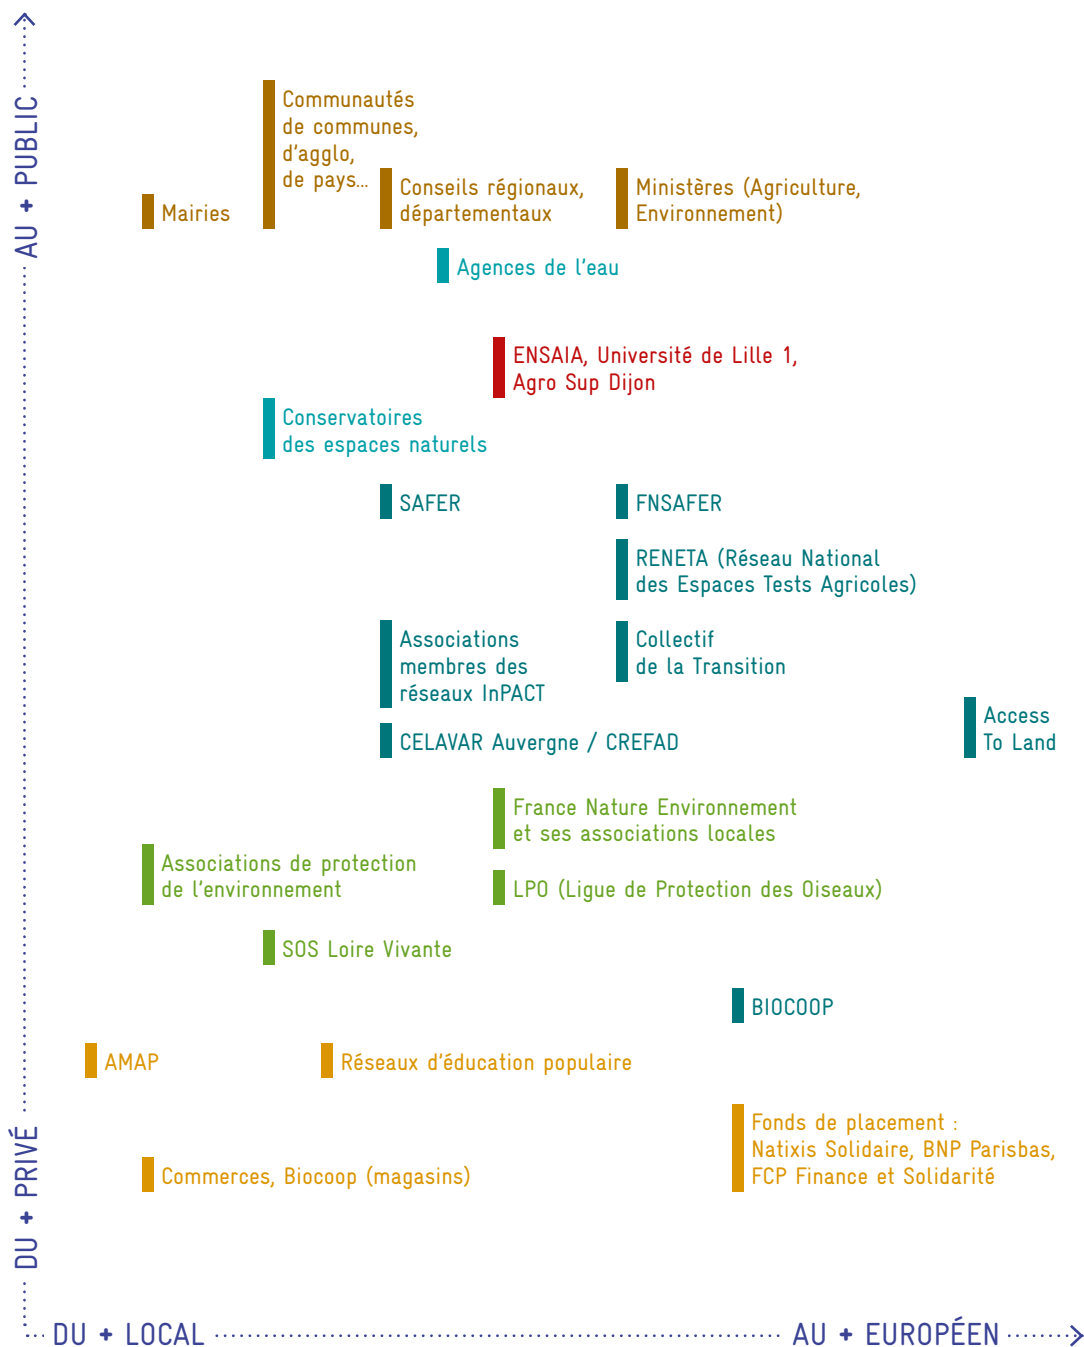 AU + PUBLIC
Communautés
de communes,
d'agglo,
de pays...
Mairies
Conseils régionaux,
départementaux
Ministères (Agriculture,
Environnement)
Agences de l'eau
ENSAIA, Université de Lille 1,
Agro Sup Dijon
Conservatoires
des espaces naturels
SAFER
FNSAFER
RENETA (Réseau National
des Espaces Tests Agricoles)
Associations
membres des
réseaux InPACT
Collectif
de la Transition
Access
To Land
CELAVAR Auvergne / CREFAD
France Nature Environnement
et ses associations locales
Associations de protection
de l'environnement
LPO (Ligue de Protection des Oiseaux)
SOS Loire Vivante
BIOCOOP
AMAP
Réseaux d'éducation populaire
Fonds de placement :
Natixis Solidaire, BNP Parisbas,
FCP Finance et Solidarité
Commerces, Biocoop (magasins)
DU + PRIVÉ
DU + LOCAL
AU + EUROPÉEN